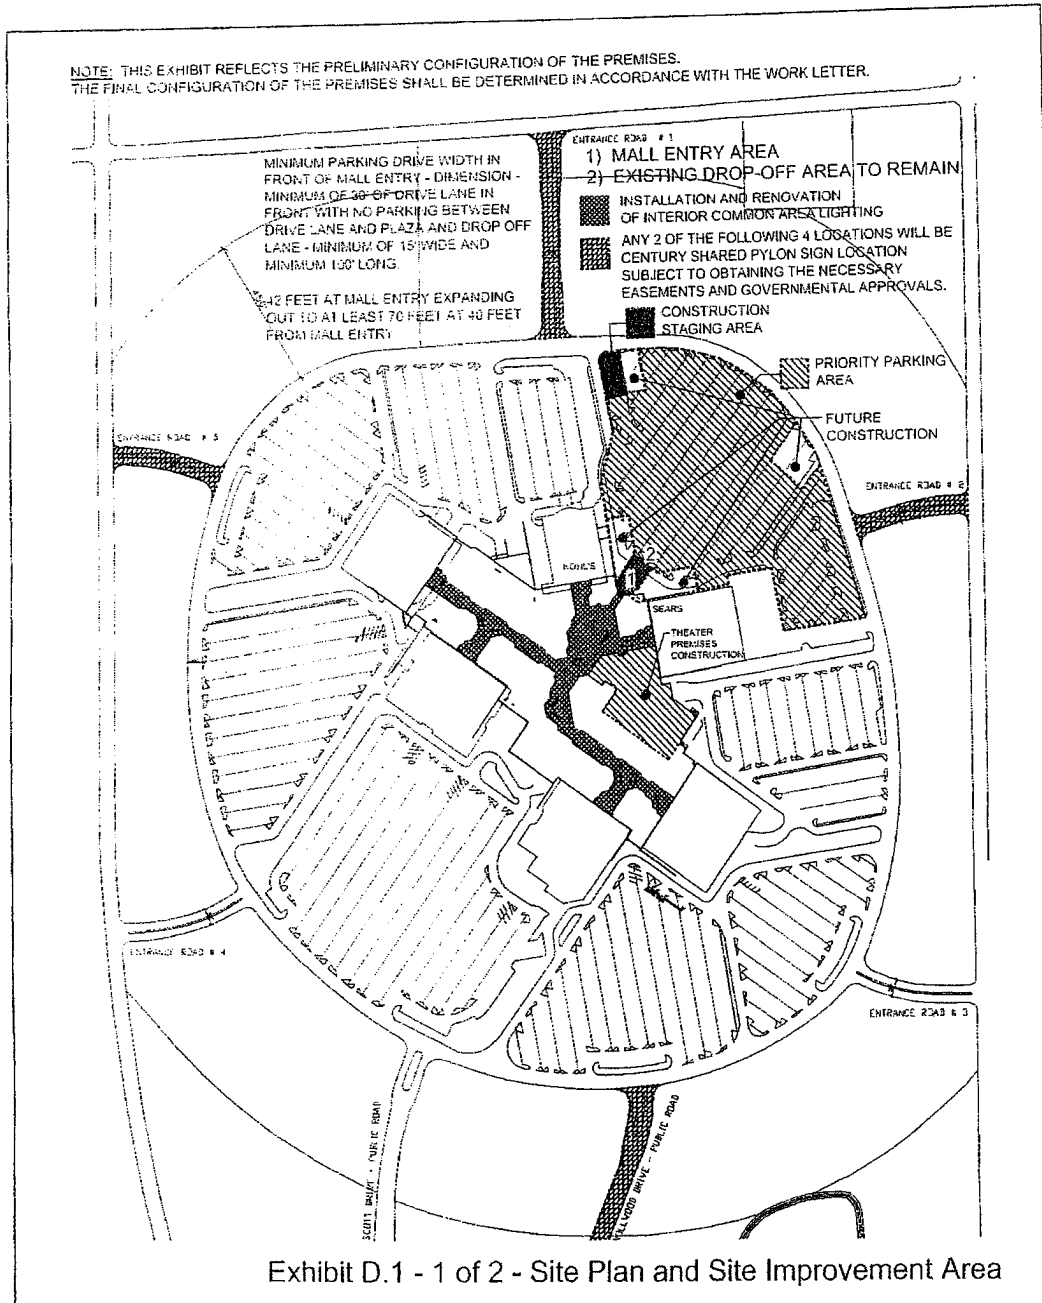 NOTE: THIS EXHIBIT REFLECTS THE PRELIMINARY CONFIGURATION OF THE PREMISES.
THE FINAL CONFIGURATION OF THE PREMISES SHALL BE DETERMINED IN ACCORDANCE WITH THE WORK LETTER.
MINIMUM PARKING DRIVE WIDTH IN
FRONT OF MALL ENTRY - DIMENSION -
MINIMUM OF 30' OF DRIVE LANE IN
FRONT WITH NO PARKING BETWEEN
DRIVE LANE AND PLAZA AND DROP OFF
LANE - MINIMUM OF 15' WIDE AND
MINIMUM 100' LONG.
42 FEET AT MALL ENTRY EXPANDING
OUT TO AT LEAST 70 FEET AT 40 FEET
FROM MALL ENTRY
ENTRANCE ROAD # 1
1) MALL ENTRY AREA
2) EXISTING DROP-OFF AREA TO REMAIN
INSTALLATION AND RENOVATION
OF INTERIOR COMMON AREA LIGHTING
ANY 2 OF THE FOLLOWING 4 LOCATIONS WILL BE
CENTURY SHARED PYLON SIGN LOCATION
SUBJECT TO OBTAINING THE NECESSARY
EASEMENTS AND GOVERNMENTAL APPROVALS.
CONSTRUCTION
STAGING AREA
PRIORITY PARKING
AREA
FUTURE
CONSTRUCTION
ENTRANCE ROAD # 5
ENTRANCE ROAD # 2
KOHL'S
2
1
SEARS
THEATER
PREMISES
CONSTRUCTION
ENTRANCE ROAD # 4
ENTRANCE ROAD # 3
SCOTT - PUBLIC ROAD
DRIVE - PUBLIC ROAD
Exhibit D.1 - 1 of 2 - Site Plan and Site Improvement Area